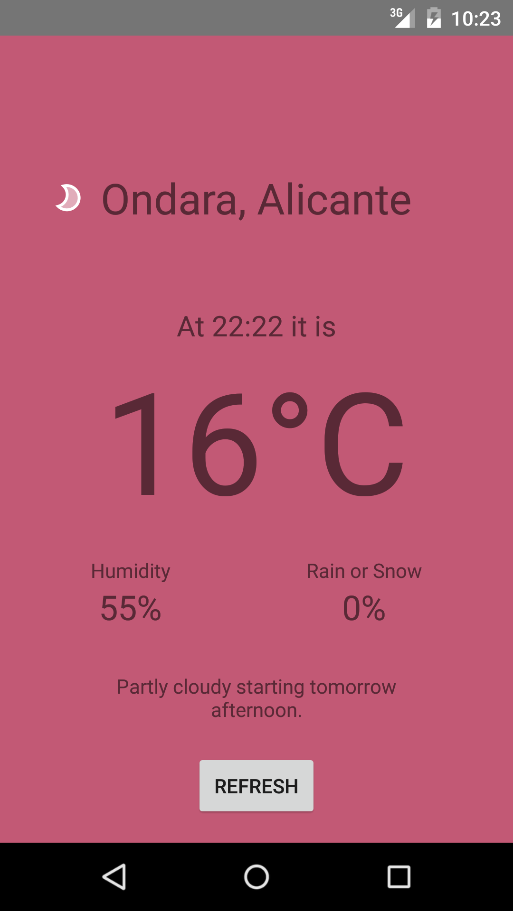 3G 10:23
Ondara, Alicante
At 22:22 it is
16°C
Humidity Rain or Snow
55% 0%
Partly cloudy starting tomorrow
afternoon.
REFRESH